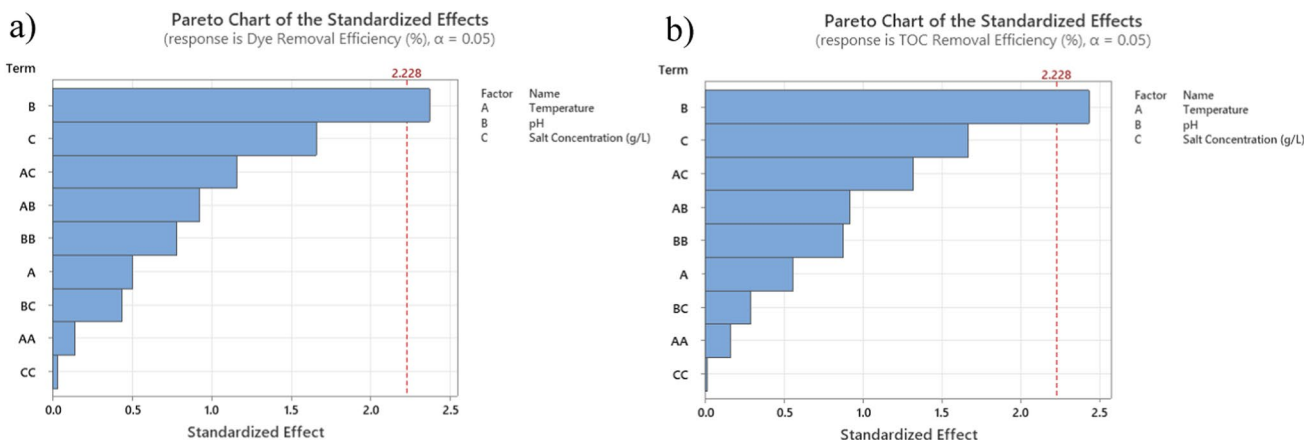 a)
Pareto Chart of the Standardized Effects
(response is Dye Removal Efficiency (%), α = 0.05)
Term
2.228
B
C
AC
AB
BB
A
BC
AA
CC
0.0 0.5 1.0 1.5 2.0 2.5
Standardized Effect
Factor Name
A Temperature
B pH
C Salt Concentration (g/L)
b)
Pareto Chart of the Standardized Effects
(response is TOC Removal Efficiency (%), α = 0.05)
Term
2.228
B
C
AC
AB
BB
A
BC
AA
CC
0.0 0.5 1.0 1.5 2.0 2.5
Standardized Effect
Factor Name
A Temperature
B pH
C Salt Concentration (g/L)